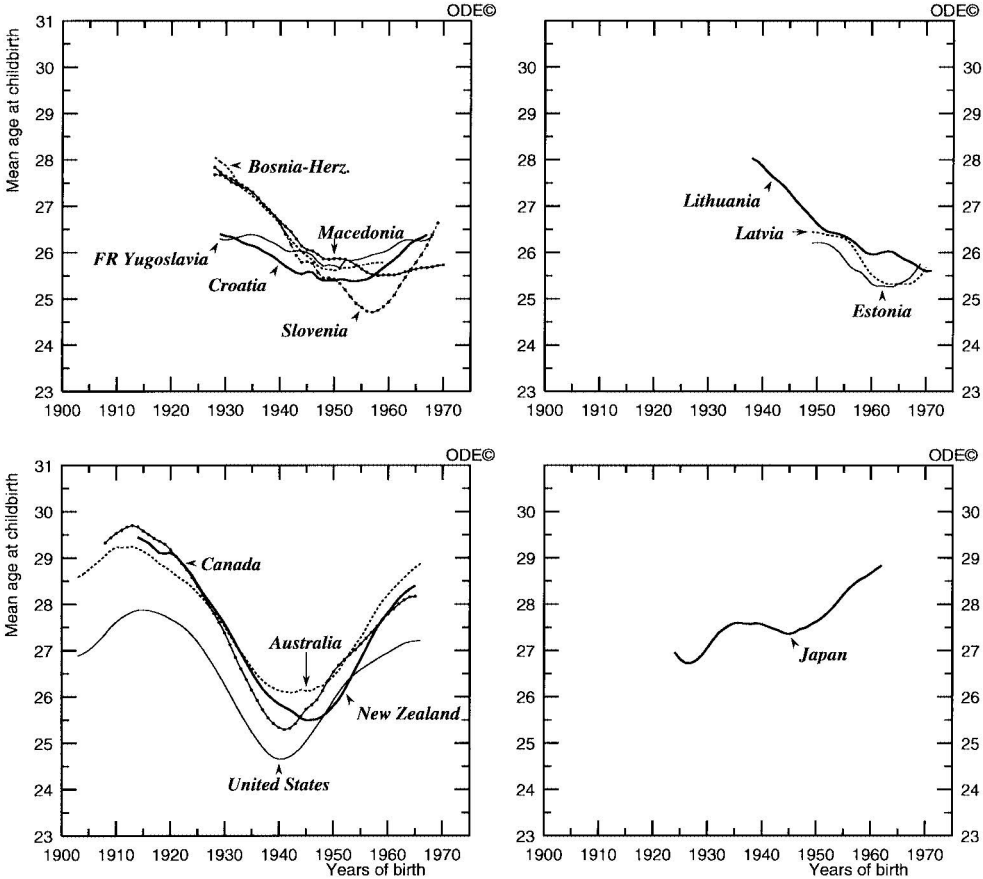 ODE©
31
30
29
28
27
26
25
24
23
Mean age at childbirth
Bosnia-Herz.
Macedonia
FR Yugoslavia
Croatia
Slovenia
1900 1910 1920 1930 1940 1950 1960 1970
ODE©
30
29
28
27
26
25
24
23
Lithuania
Latvia
Estonia
1900 1910 1920 1930 1940 1950 1960 1970
ODE©
31
30
29
28
27
26
25
24
23
Mean age at childbirth
Canada
Australia
New Zealand
United States
1900 1910 1920 1930 1940 1950 1960 1970
Years of birth
ODE©
30
29
28
27
26
25
24
23
Japan
1900 1910 1920 1930 1940 1950 1960 1970
Years of birth